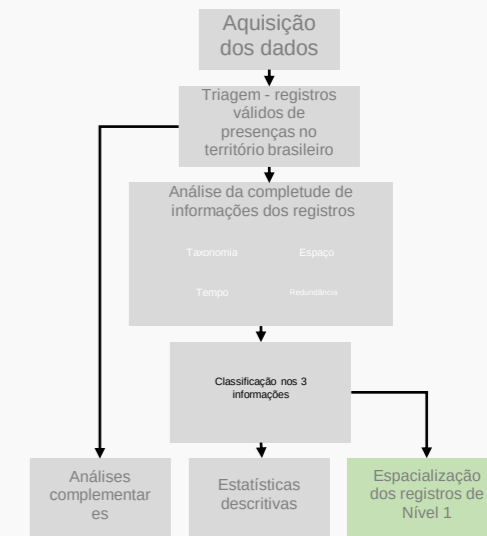 Aquisição
dos dados
Triagem - registros
válidos de
presenças no
território brasileiro
Análise da completude de
informações dos registros
Taxonomia
Espaço
Tempo
Redundância
Classificação nos 3
informações
Análises
complementar
es
Estatísticas
descritivas
Espacialização
dos registros de
Nível 1